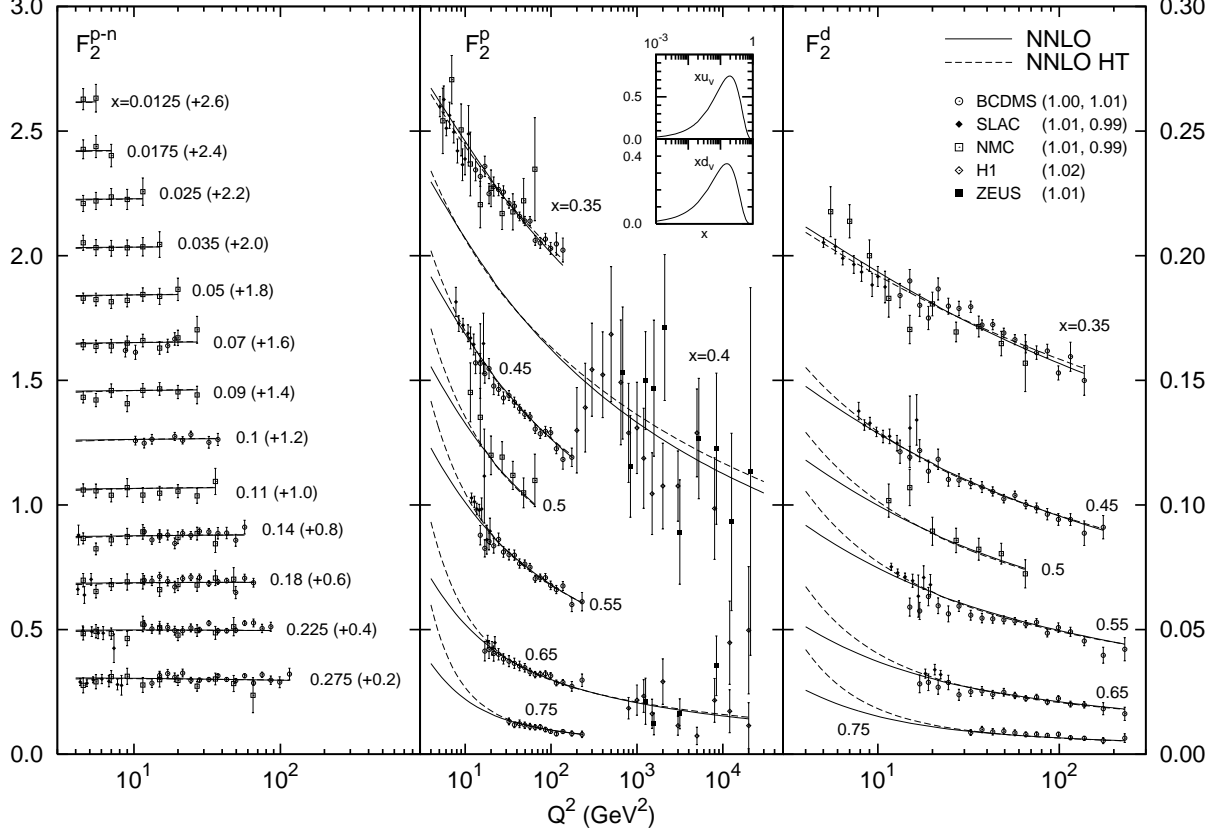 3.0
2.5
2.0
1.5
1.0
0.5
0.0
F₂ᵖ⁻ⁿ
x=0.0125 (+2.6)
0.0175 (+2.4)
0.025 (+2.2)
0.035 (+2.0)
0.05 (+1.8)
0.07 (+1.6)
0.09 (+1.4)
0.1 (+1.2)
0.11 (+1.0)
0.14 (+0.8)
0.18 (+0.6)
0.225 (+0.4)
0.275 (+0.2)
10¹ 10²
F₂ᵖ
10⁻³ 1
xuᵥ
0.5
0.0
xdᵥ
0.4
0.0
x
x=0.35
x=0.4
0.45
0.5
0.55
0.65
0.75
10¹ 10² 10³ 10⁴
Q² (GeV²)
F₂ᵈ
NNLO
NNLO HT
BCDMS (1.00, 1.01)
SLAC (1.01, 0.99)
NMC (1.01, 0.99)
H1 (1.02)
ZEUS (1.01)
x=0.35
0.45
0.5
0.55
0.65
0.75
10¹ 10²
0.30
0.25
0.20
0.15
0.10
0.05
0.00